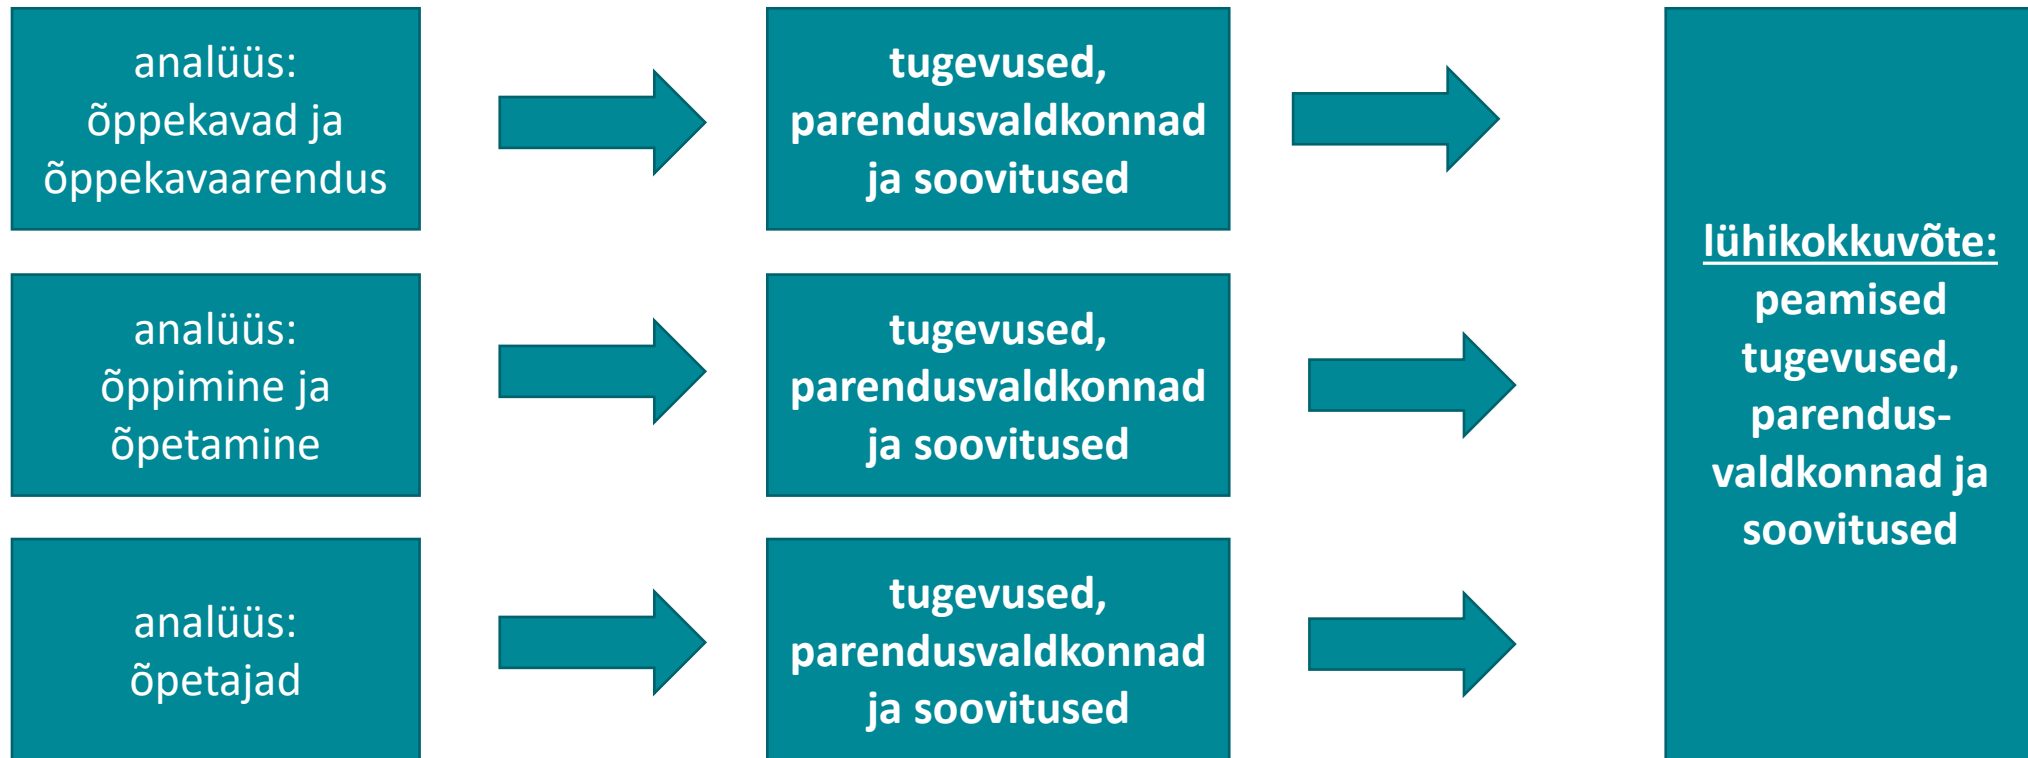 analüüs:
õppekavad ja
õppekavaarendus
tugevused,
parendusvaldkonnad
ja soovitused
analüüs:
õppimine ja
õpetamine
tugevused,
parendusvaldkonnad
ja soovitused
analüüs:
õpetajad
tugevused,
parendusvaldkonnad
ja soovitused
lühikokkuvõte:
peamised
tugevused,
parendus-
valdkonnad ja
soovitused